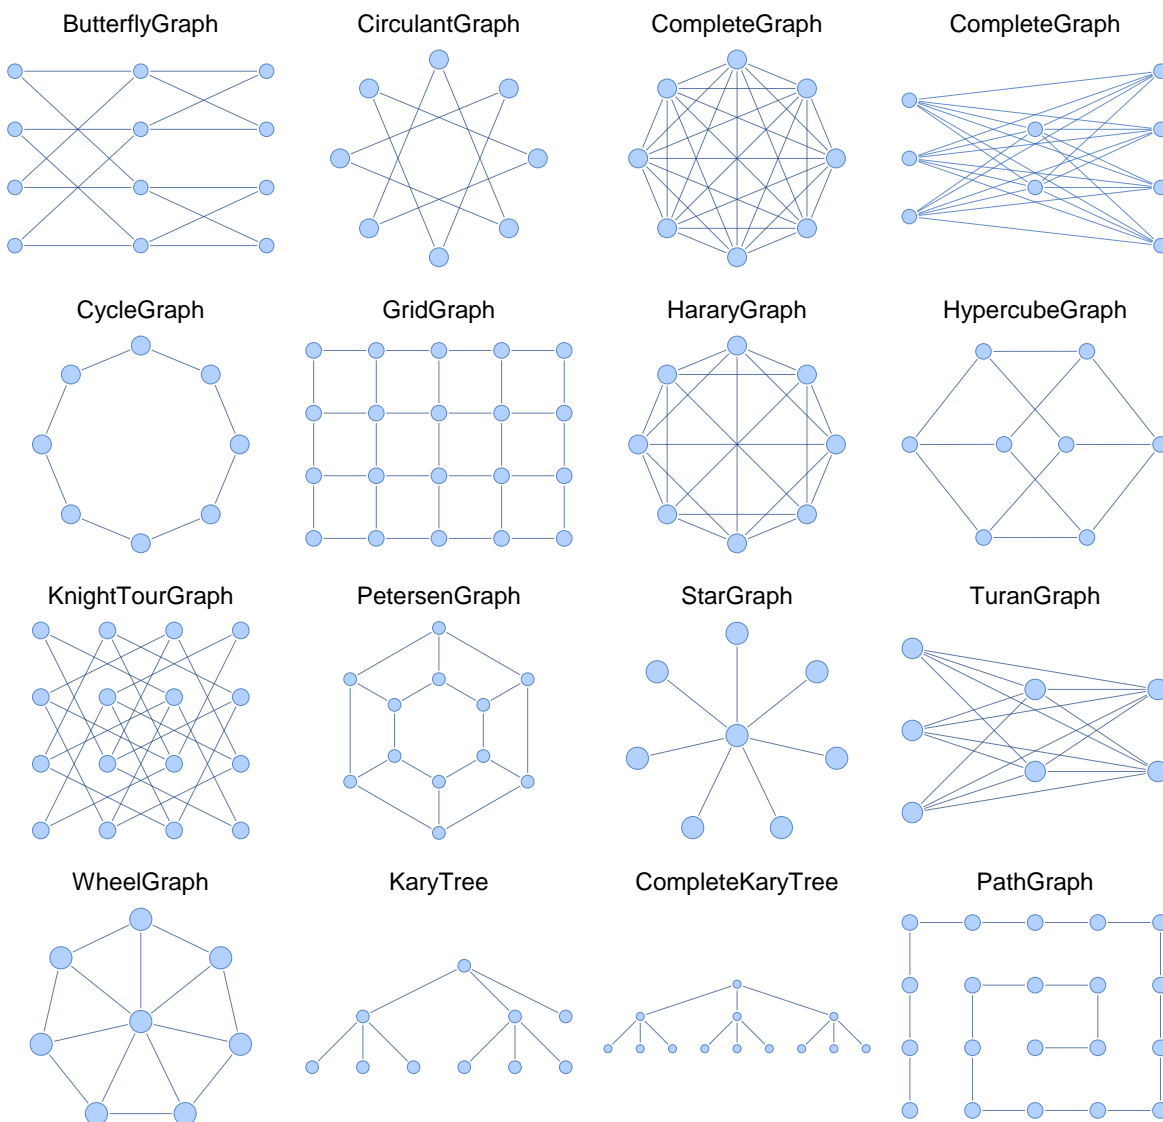 ButterflyGraph
CirculantGraph
CompleteGraph
CompleteGraph
CycleGraph
GridGraph
HararyGraph
HypercubeGraph
KnightTourGraph
PetersenGraph
StarGraph
TuranGraph
WheelGraph
KaryTree
CompleteKaryTree
PathGraph